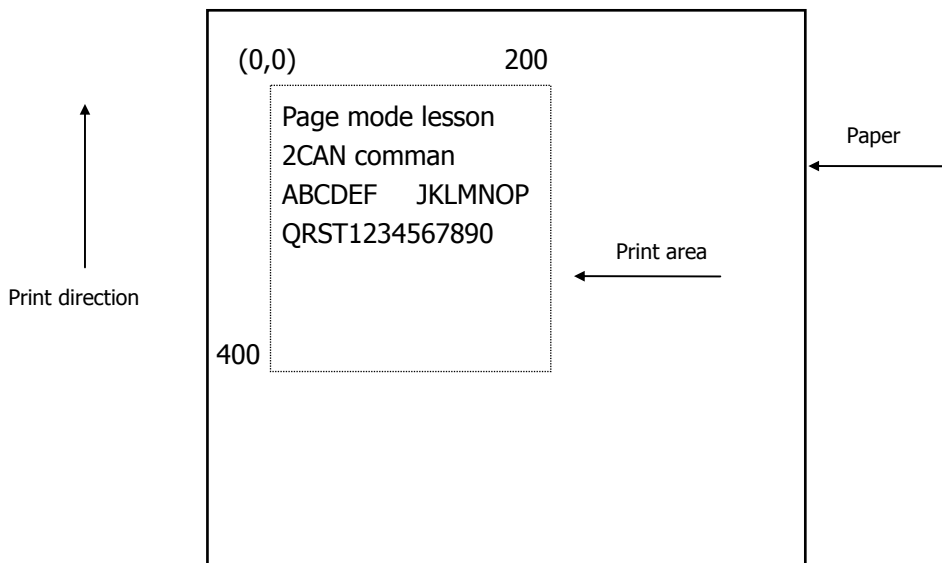 (0,0) 200
Page mode lesson
2CAN comman
ABCDEF JKLMNOP
QRST1234567890
400
Print direction
Print area
Paper